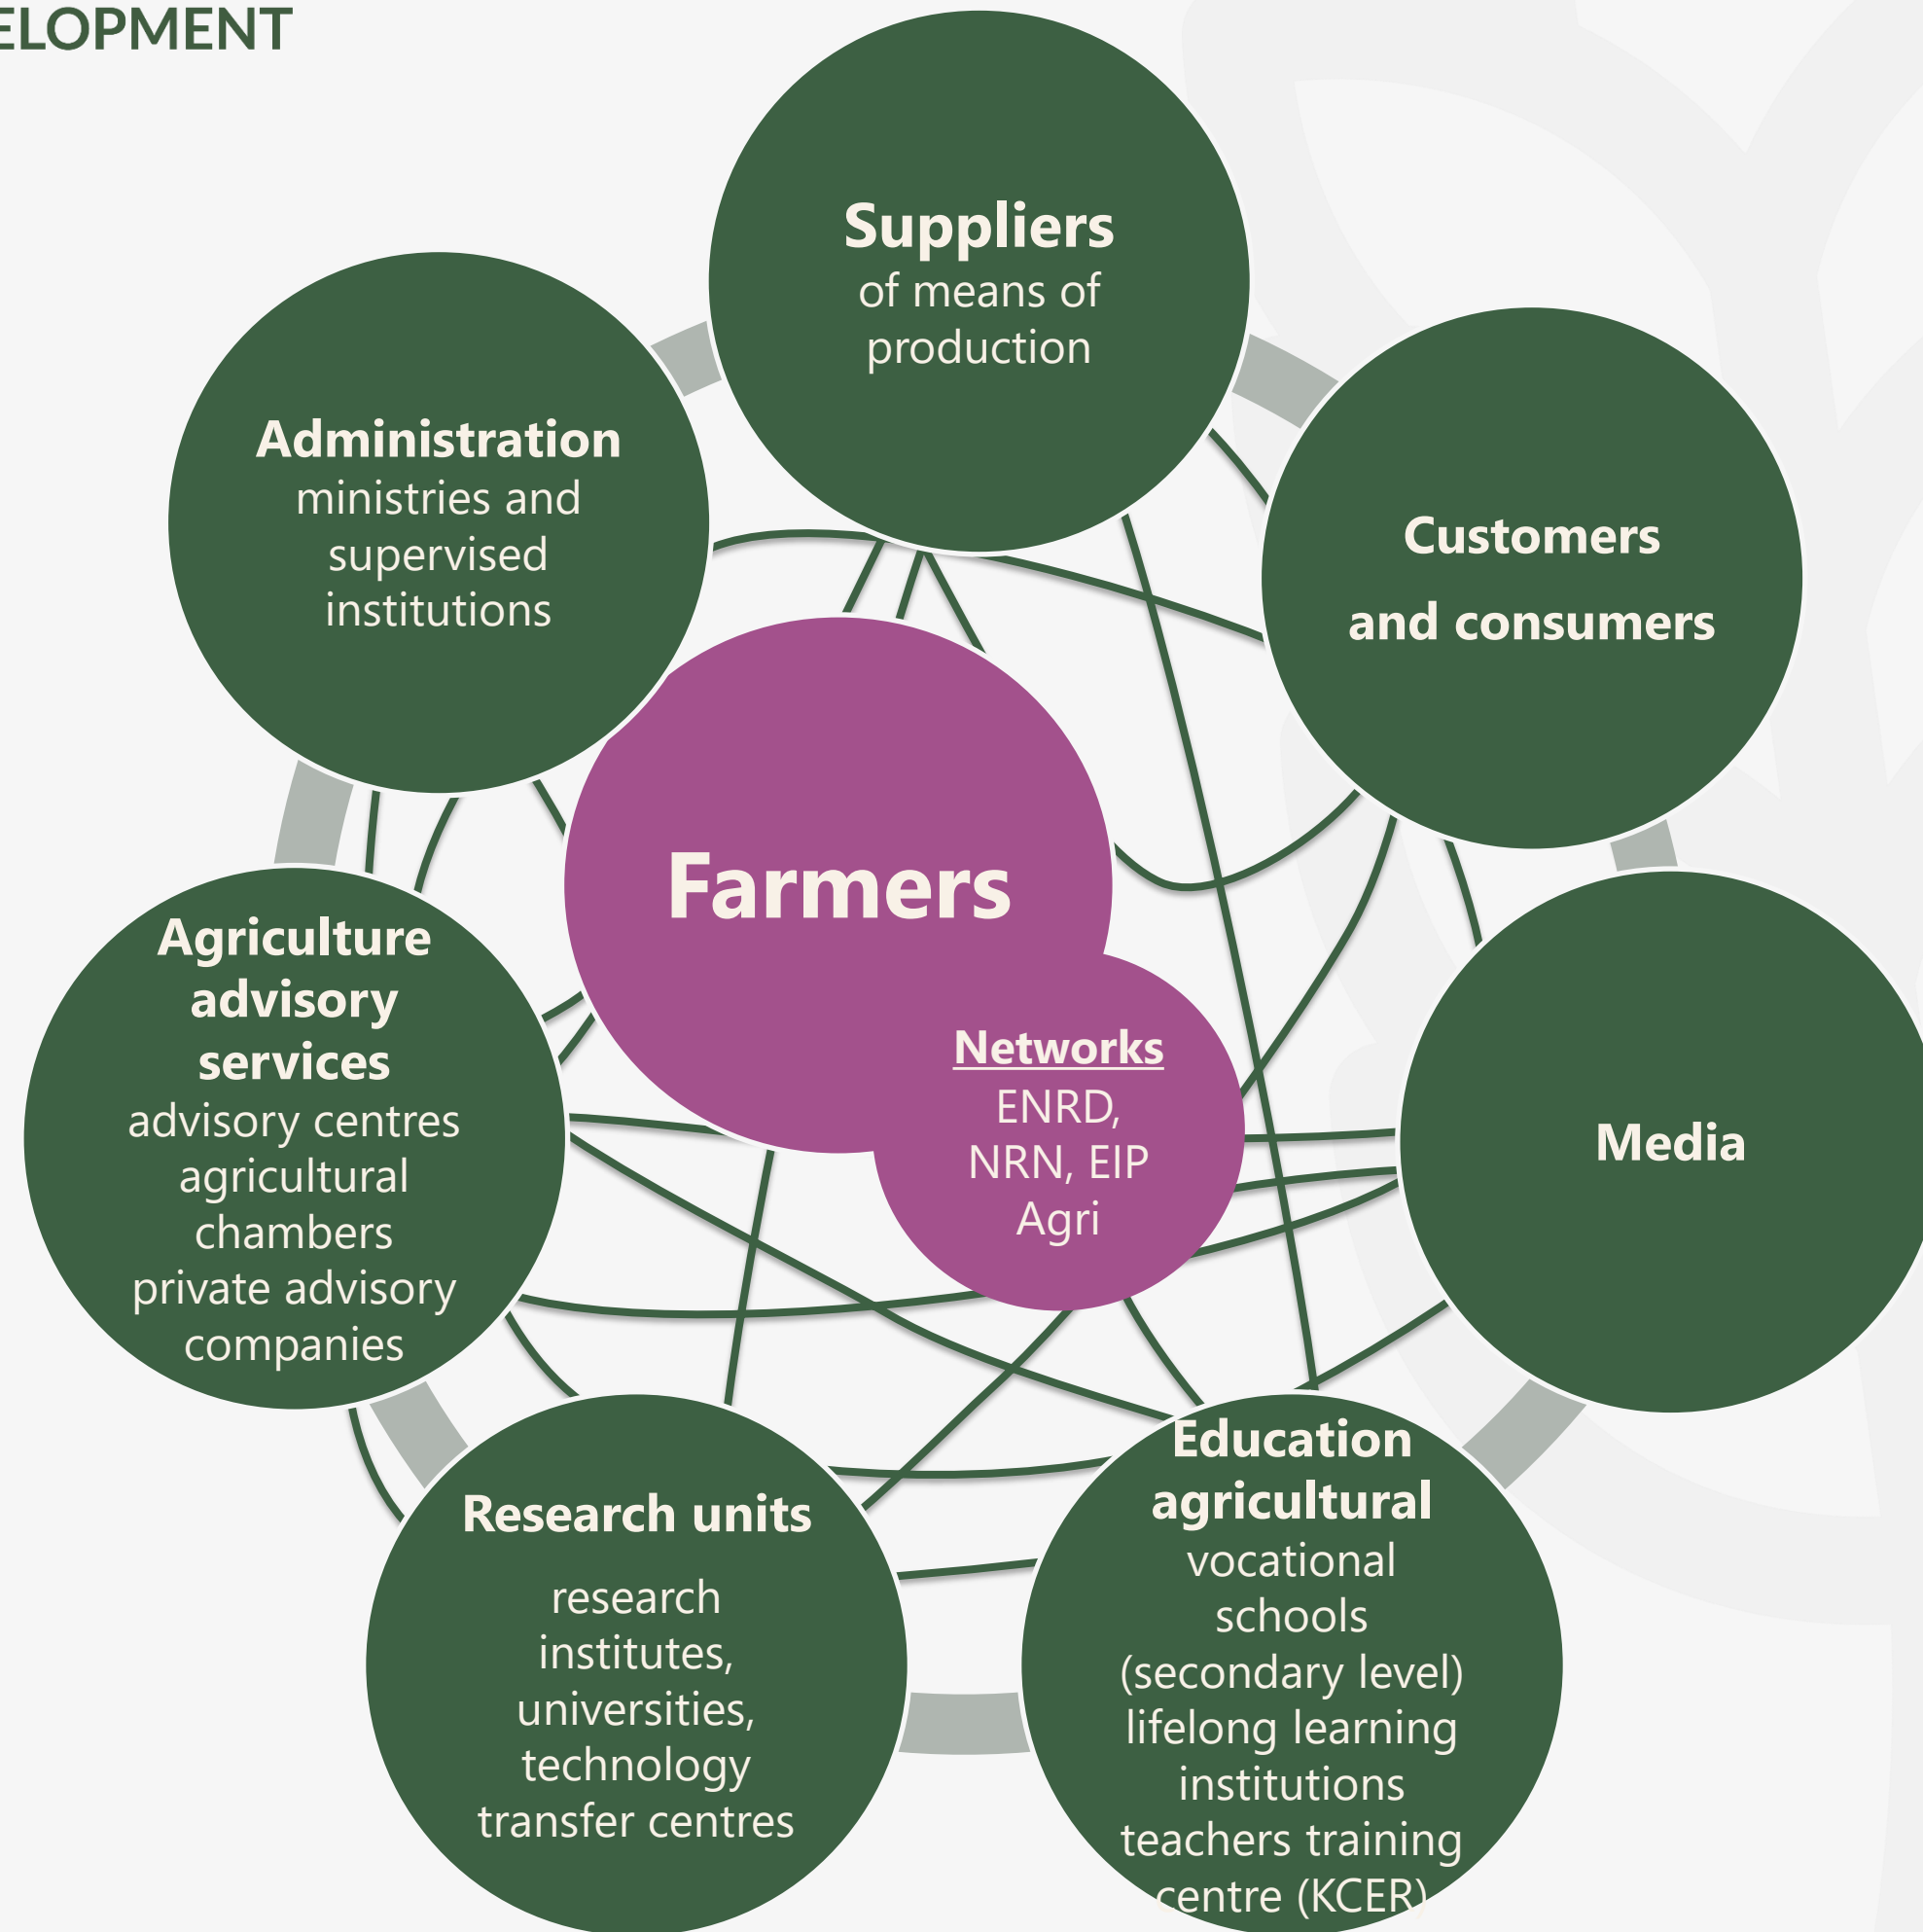 ELOPMENT
Suppliers
of means of
production
Administration
ministries and
supervised
institutions
Customers
and consumers
Farmers
Networks
ENRD,
NRN, EIP
Agri
Agriculture
advisory
services
advisory centres
agricultural
chambers
private advisory
companies
Media
Research units
research
institutes,
universities,
technology
transfer centres
Education
agricultural
vocational
schools
(secondary level)
lifelong learning
institutions
teachers training
centre (KCER)